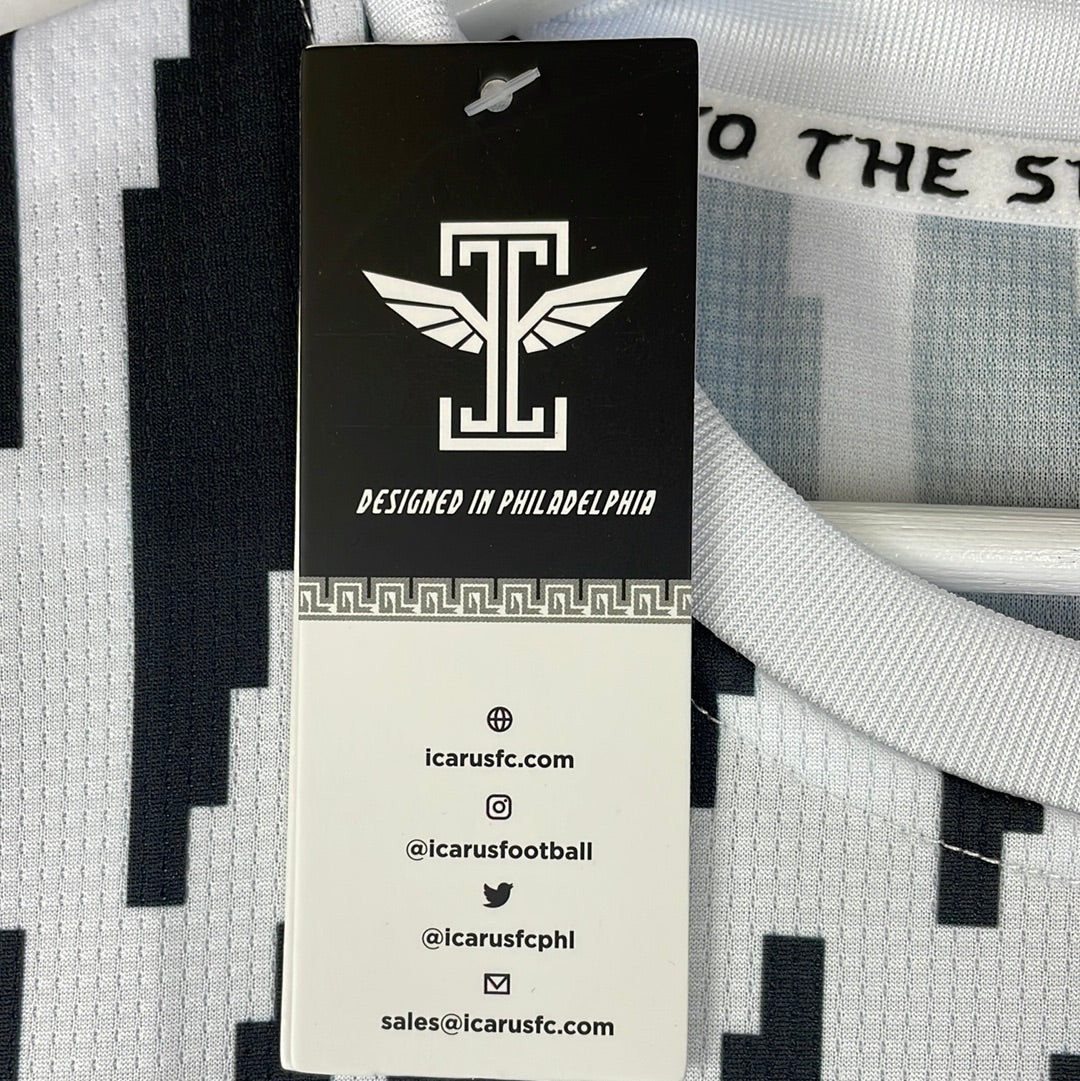 THE
DESIGNED IN PHILADELPHIA
icarusfc.com
@icarusfootball
@icarusfcphl
sales@icarusfc.com